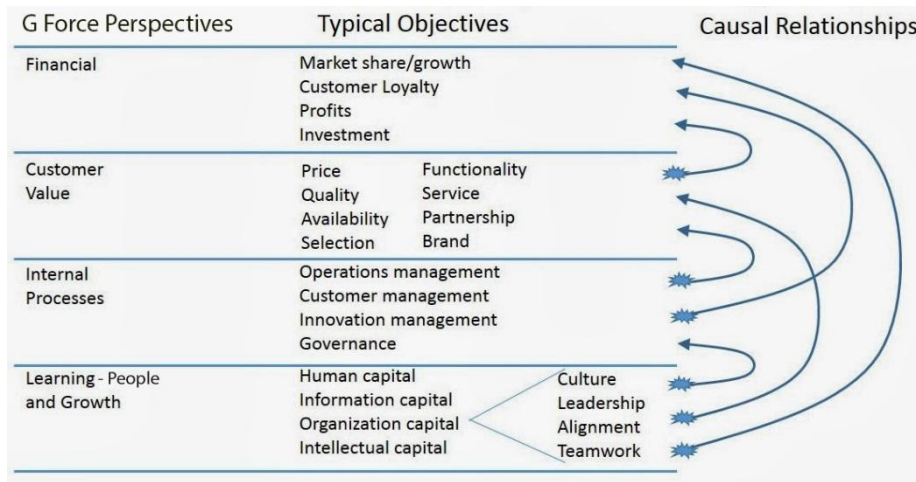 G Force Perspectives
Typical Objectives
Causal Relationships
Financial
Market share/growth
Customer Loyalty
Profits
Investment
Customer
Value
Price
Quality
Availability
Selection
Functionality
Service
Partnership
Brand
Internal
Processes
Operations management
Customer management
Innovation management
Governance
Learning - People
and Growth
Human capital
Information capital
Organization capital
Intellectual capital
Culture
Leadership
Alignment
Teamwork